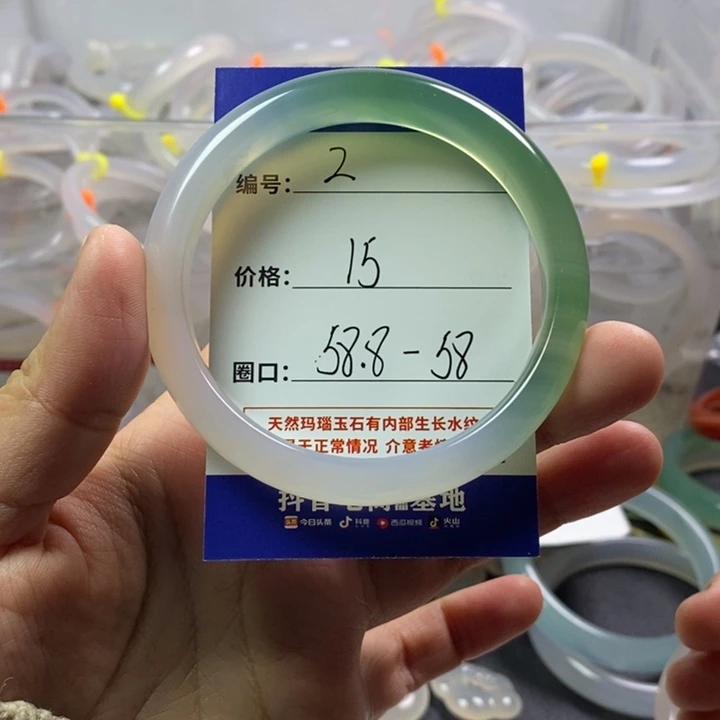 编号: 2
价格: 15
圈口: 58.8-58
天然玛瑙玉石有内部生长水纹
正常情况 介意者
抖音 基地
今日头条 抖音 西瓜视频 火山